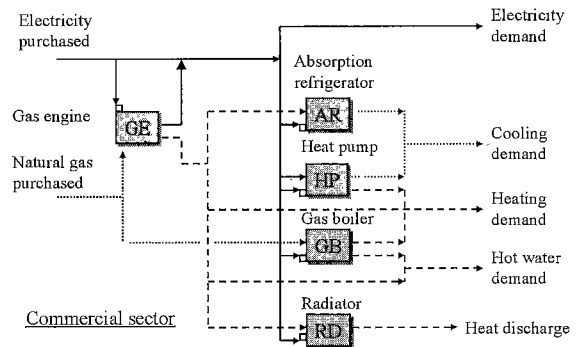 Electricity
purchased
Electricity
demand
Absorption
refrigerator
Gas engine
GE
AR
Heat pump
Cooling
demand
Natural gas
purchased
HP
Heating
demand
Gas boiler
GB
Hot water
demand
Radiator
Commercial sector
RD
Heat discharge